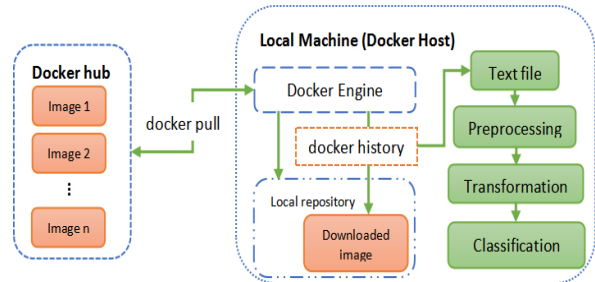 Docker hub
Image 1
Image 2
⋮
Image n
docker pull
Local Machine (Docker Host)
Docker Engine
docker history
Local repository
Downloaded
image
Text file
Preprocessing
Transformation
Classification